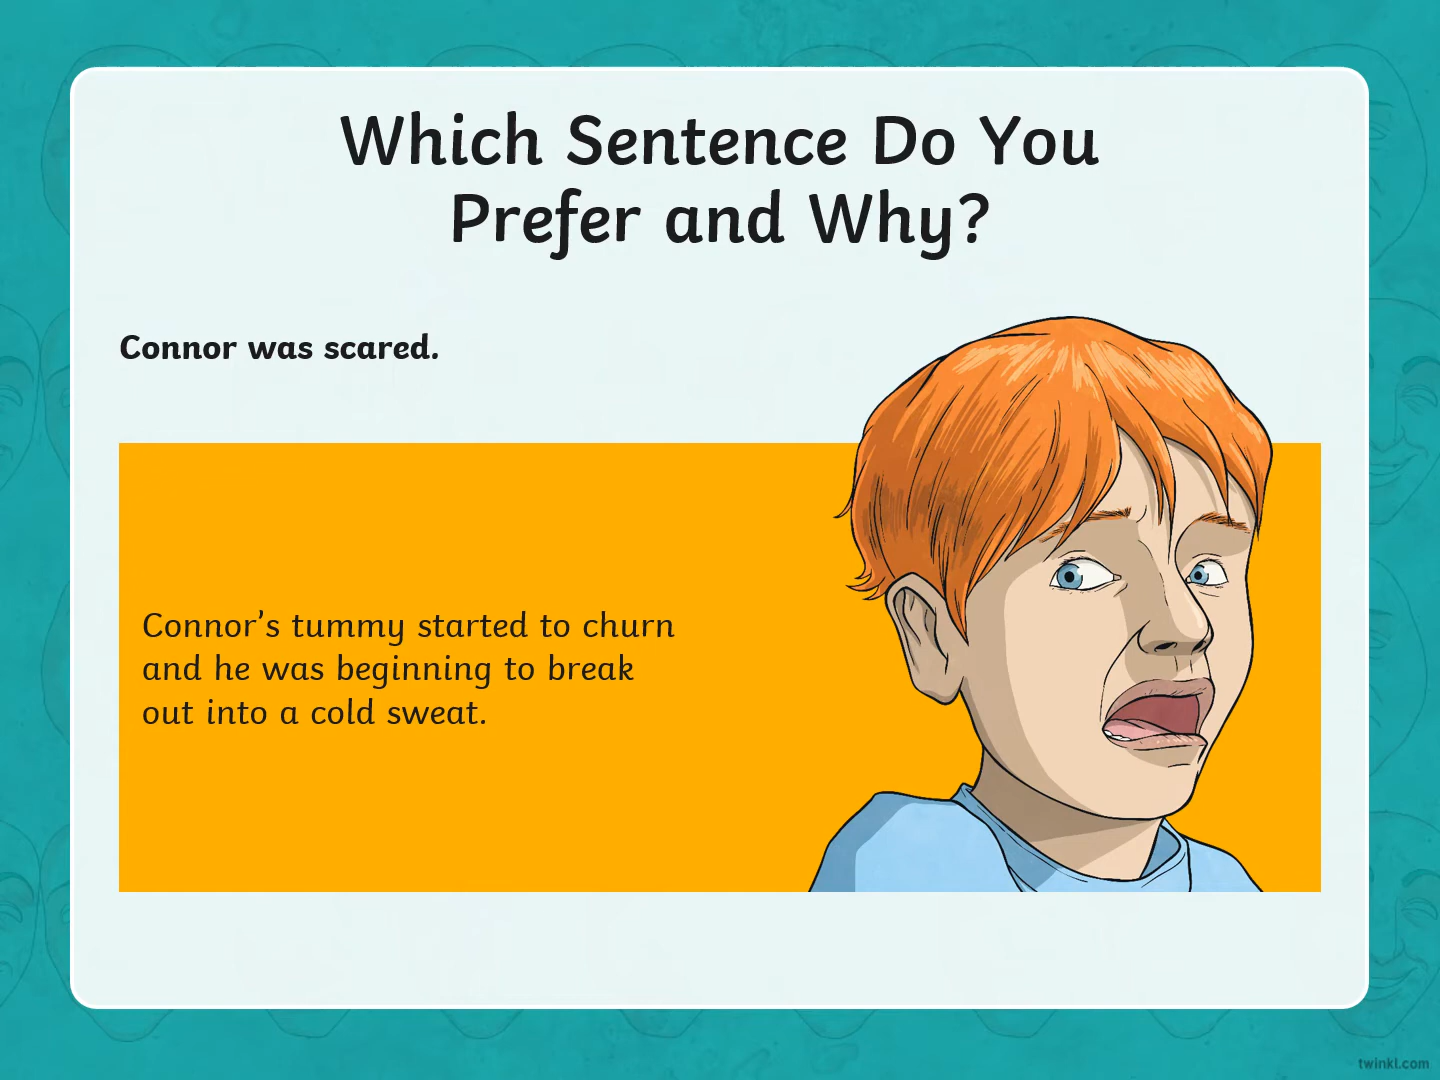 Which Sentence Do You
Prefer and Why?
Connor was scared.
Connor’s tummy started to churn
and he was beginning to break
out into a cold sweat.
twinkl.com